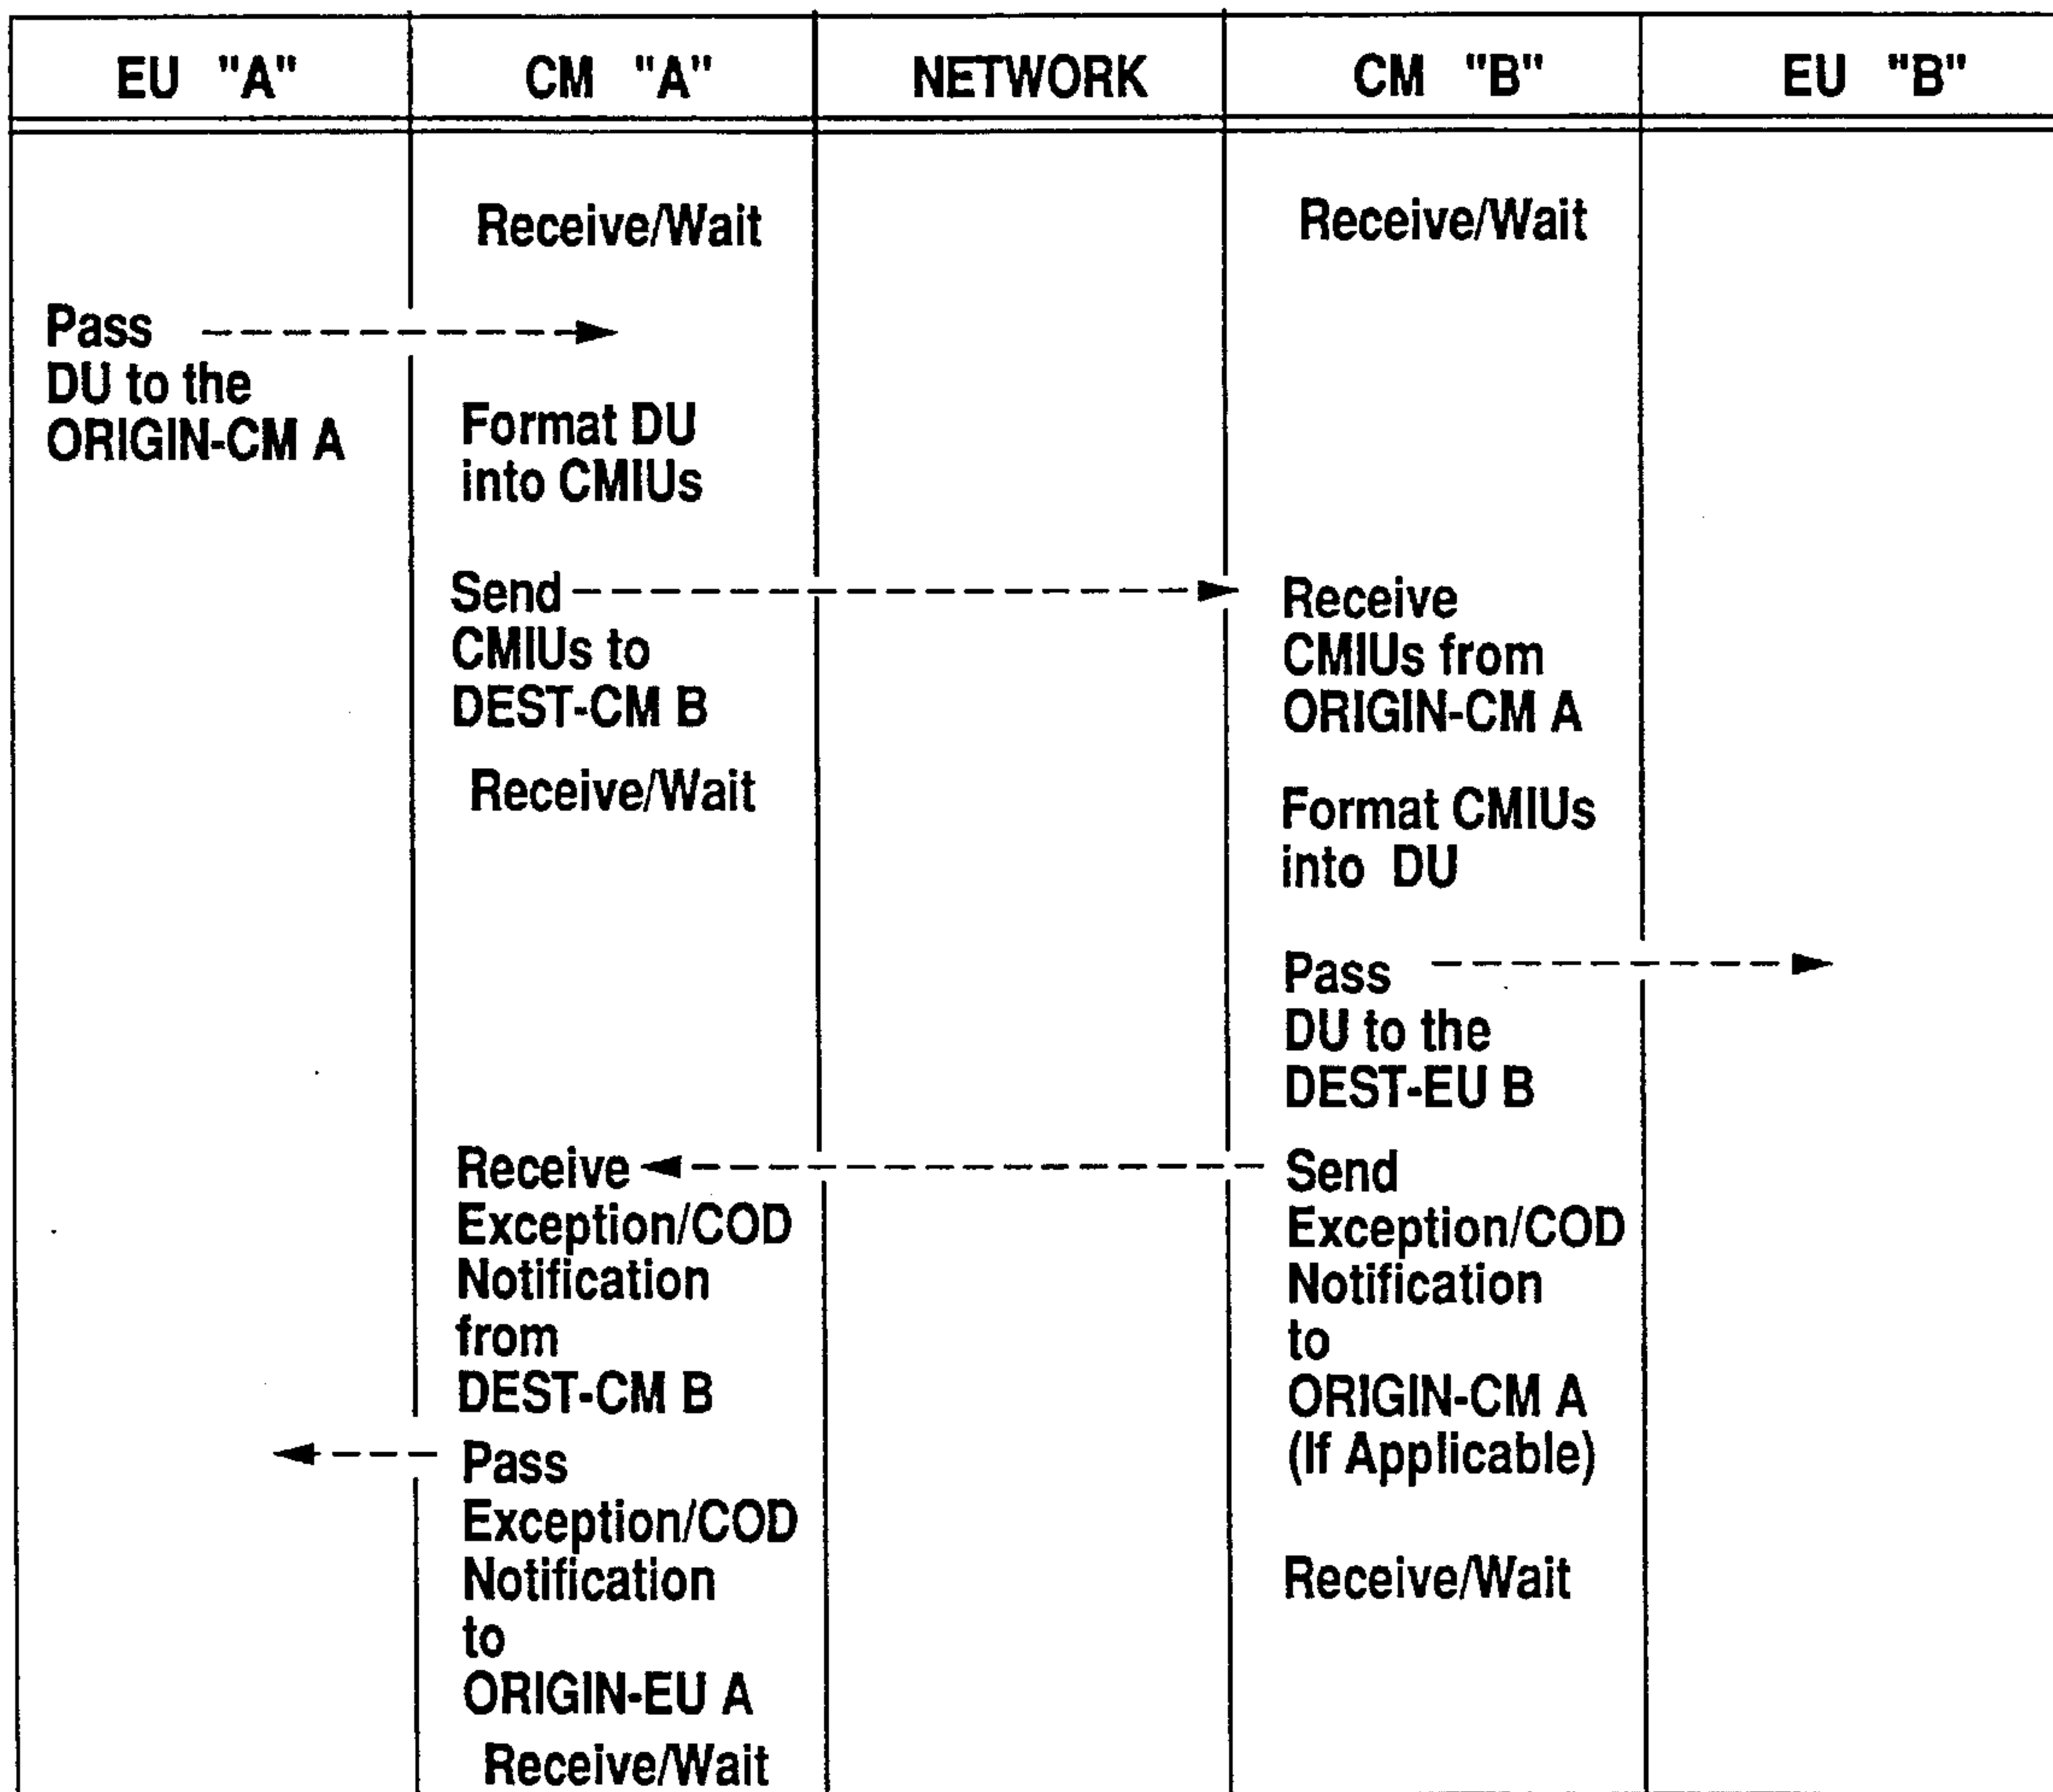 EU "A"
CM "A"
NETWORK
CM "B"
EU "B"
Receive/Wait
Receive/Wait
Pass
DU to the
ORIGIN-CM A
Format DU
into CMIUs
Send
CMIUs to
DEST-CM B
Receive
CMIUs from
ORIGIN-CM A
Receive/Wait
Format CMIUs
into DU
Pass
DU to the
DEST-EU B
Send
Exception/COD
Notification
to
ORIGIN-CM A
(If Applicable)
Receive
Exception/COD
Notification
from
DEST-CM B
Pass
Exception/COD
Notification
to
ORIGIN-EU A
Receive/Wait
Receive/Wait